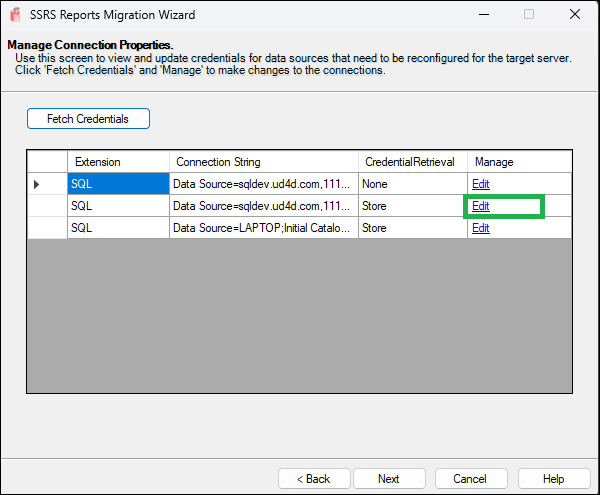 SSRS Reports Migration Wizard
Manage Connection Properties.
Use this screen to view and update credentials for data sources that need to be reconfigured for the target server.
Click 'Fetch Credentials' and 'Manage' to make changes to the connections.
Fetch Credentials
Extension Connection String CredentialRetrieval Manage
SQL Data Source=sqldev.ud4d.com,111... None Edit
SQL Data Source=sqldev.ud4d.com,111... Store Edit
SQL Data Source=LAPTOP;Initial Catalo... Store Edit
< Back Next Cancel Help